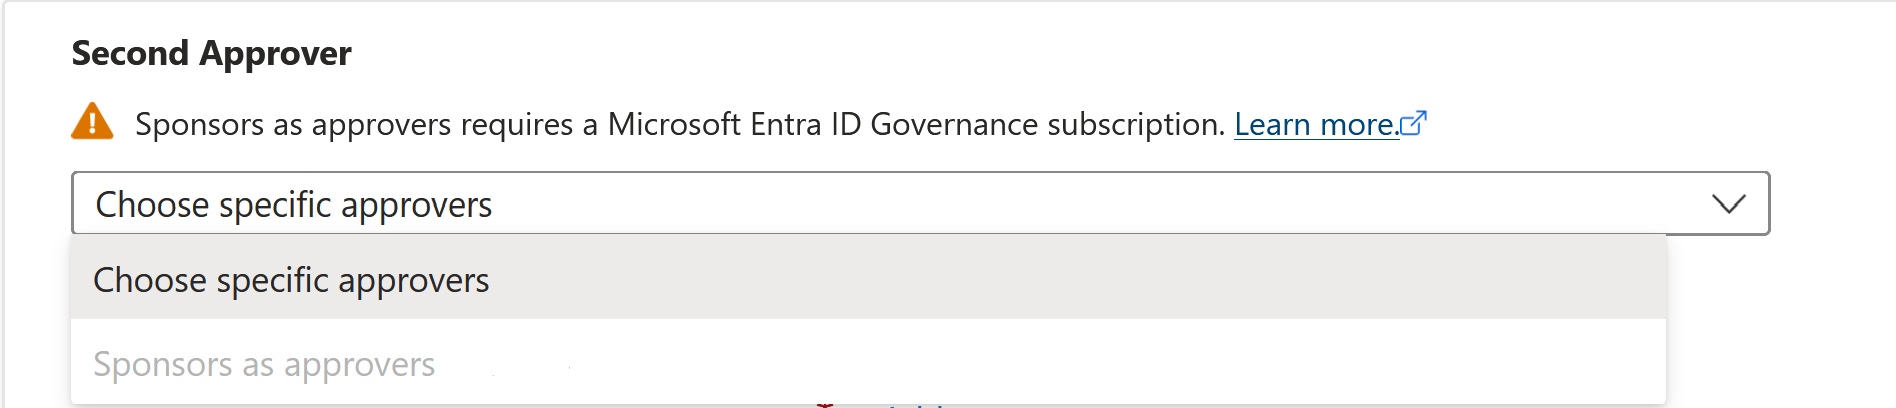 Second Approver
Sponsors as approvers requires a Microsoft Entra ID Governance subscription. Learn more.
Choose specific approvers
Choose specific approvers
Sponsors as approvers